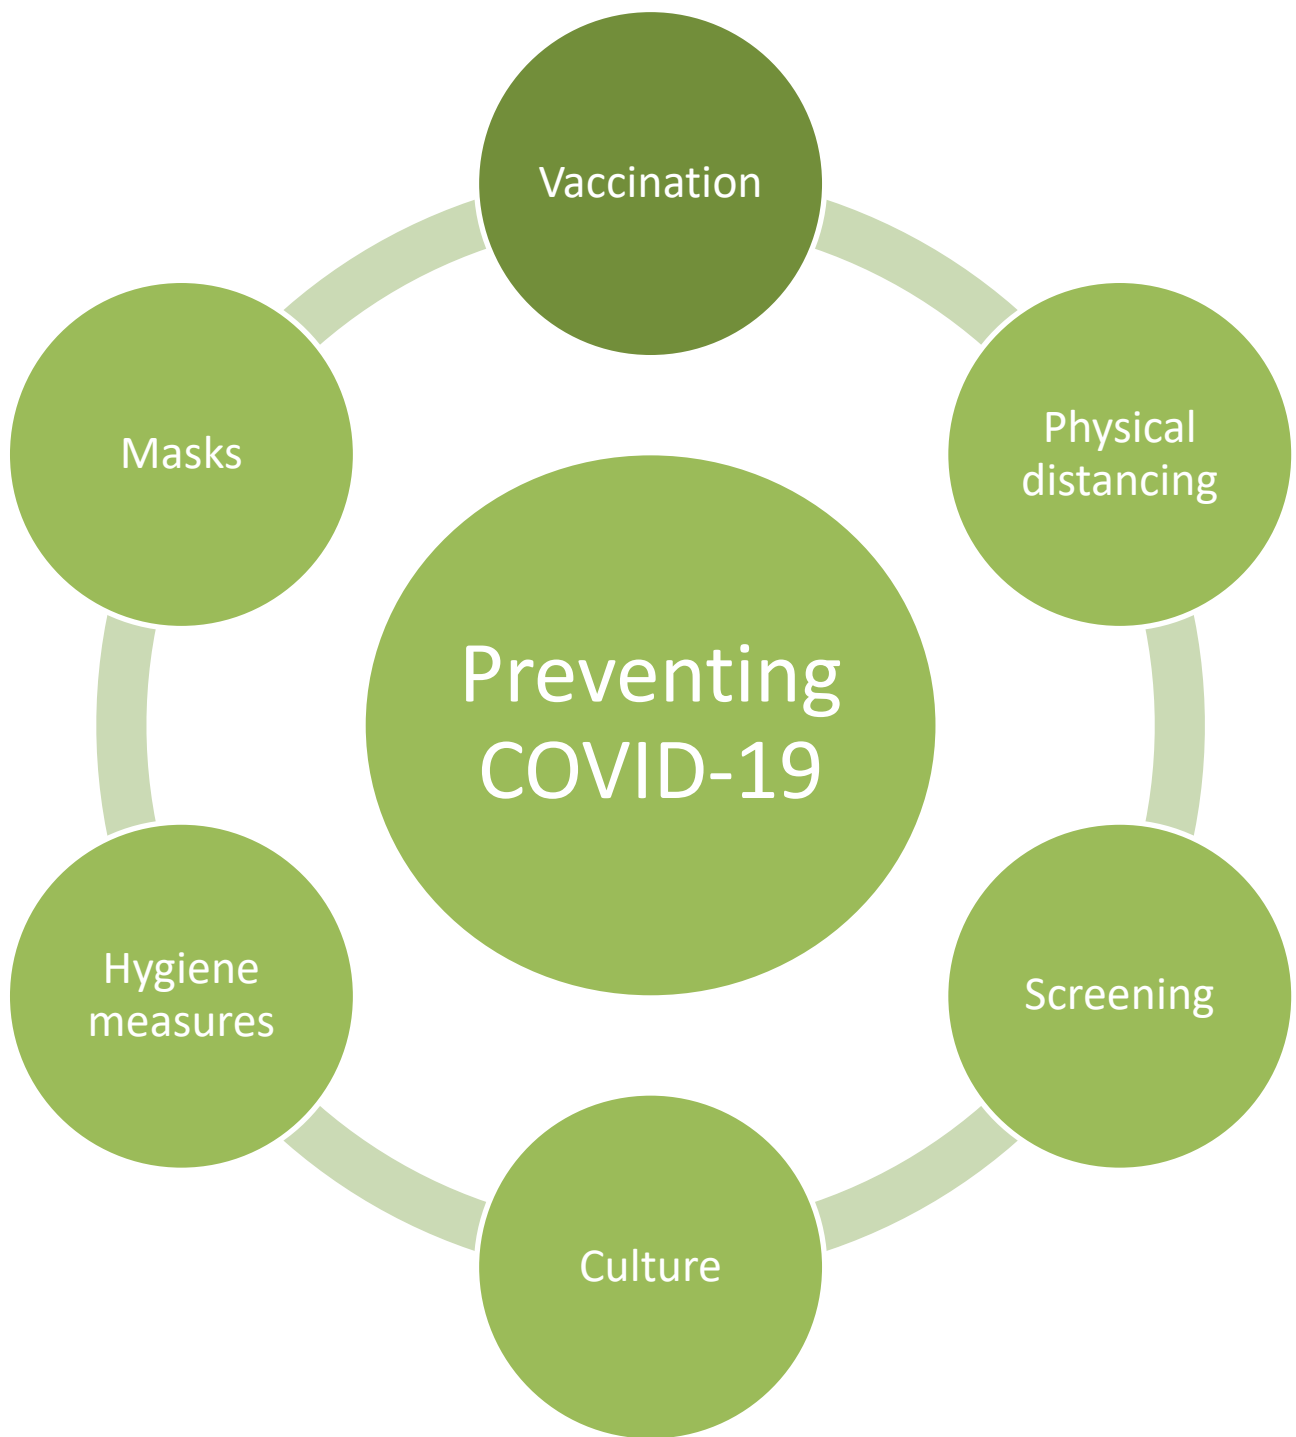 Vaccination
Physical
distancing
Masks
Preventing
COVID-19
Hygiene
measures
Screening
Culture